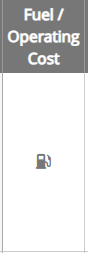 Fuel /
Operating
Cost